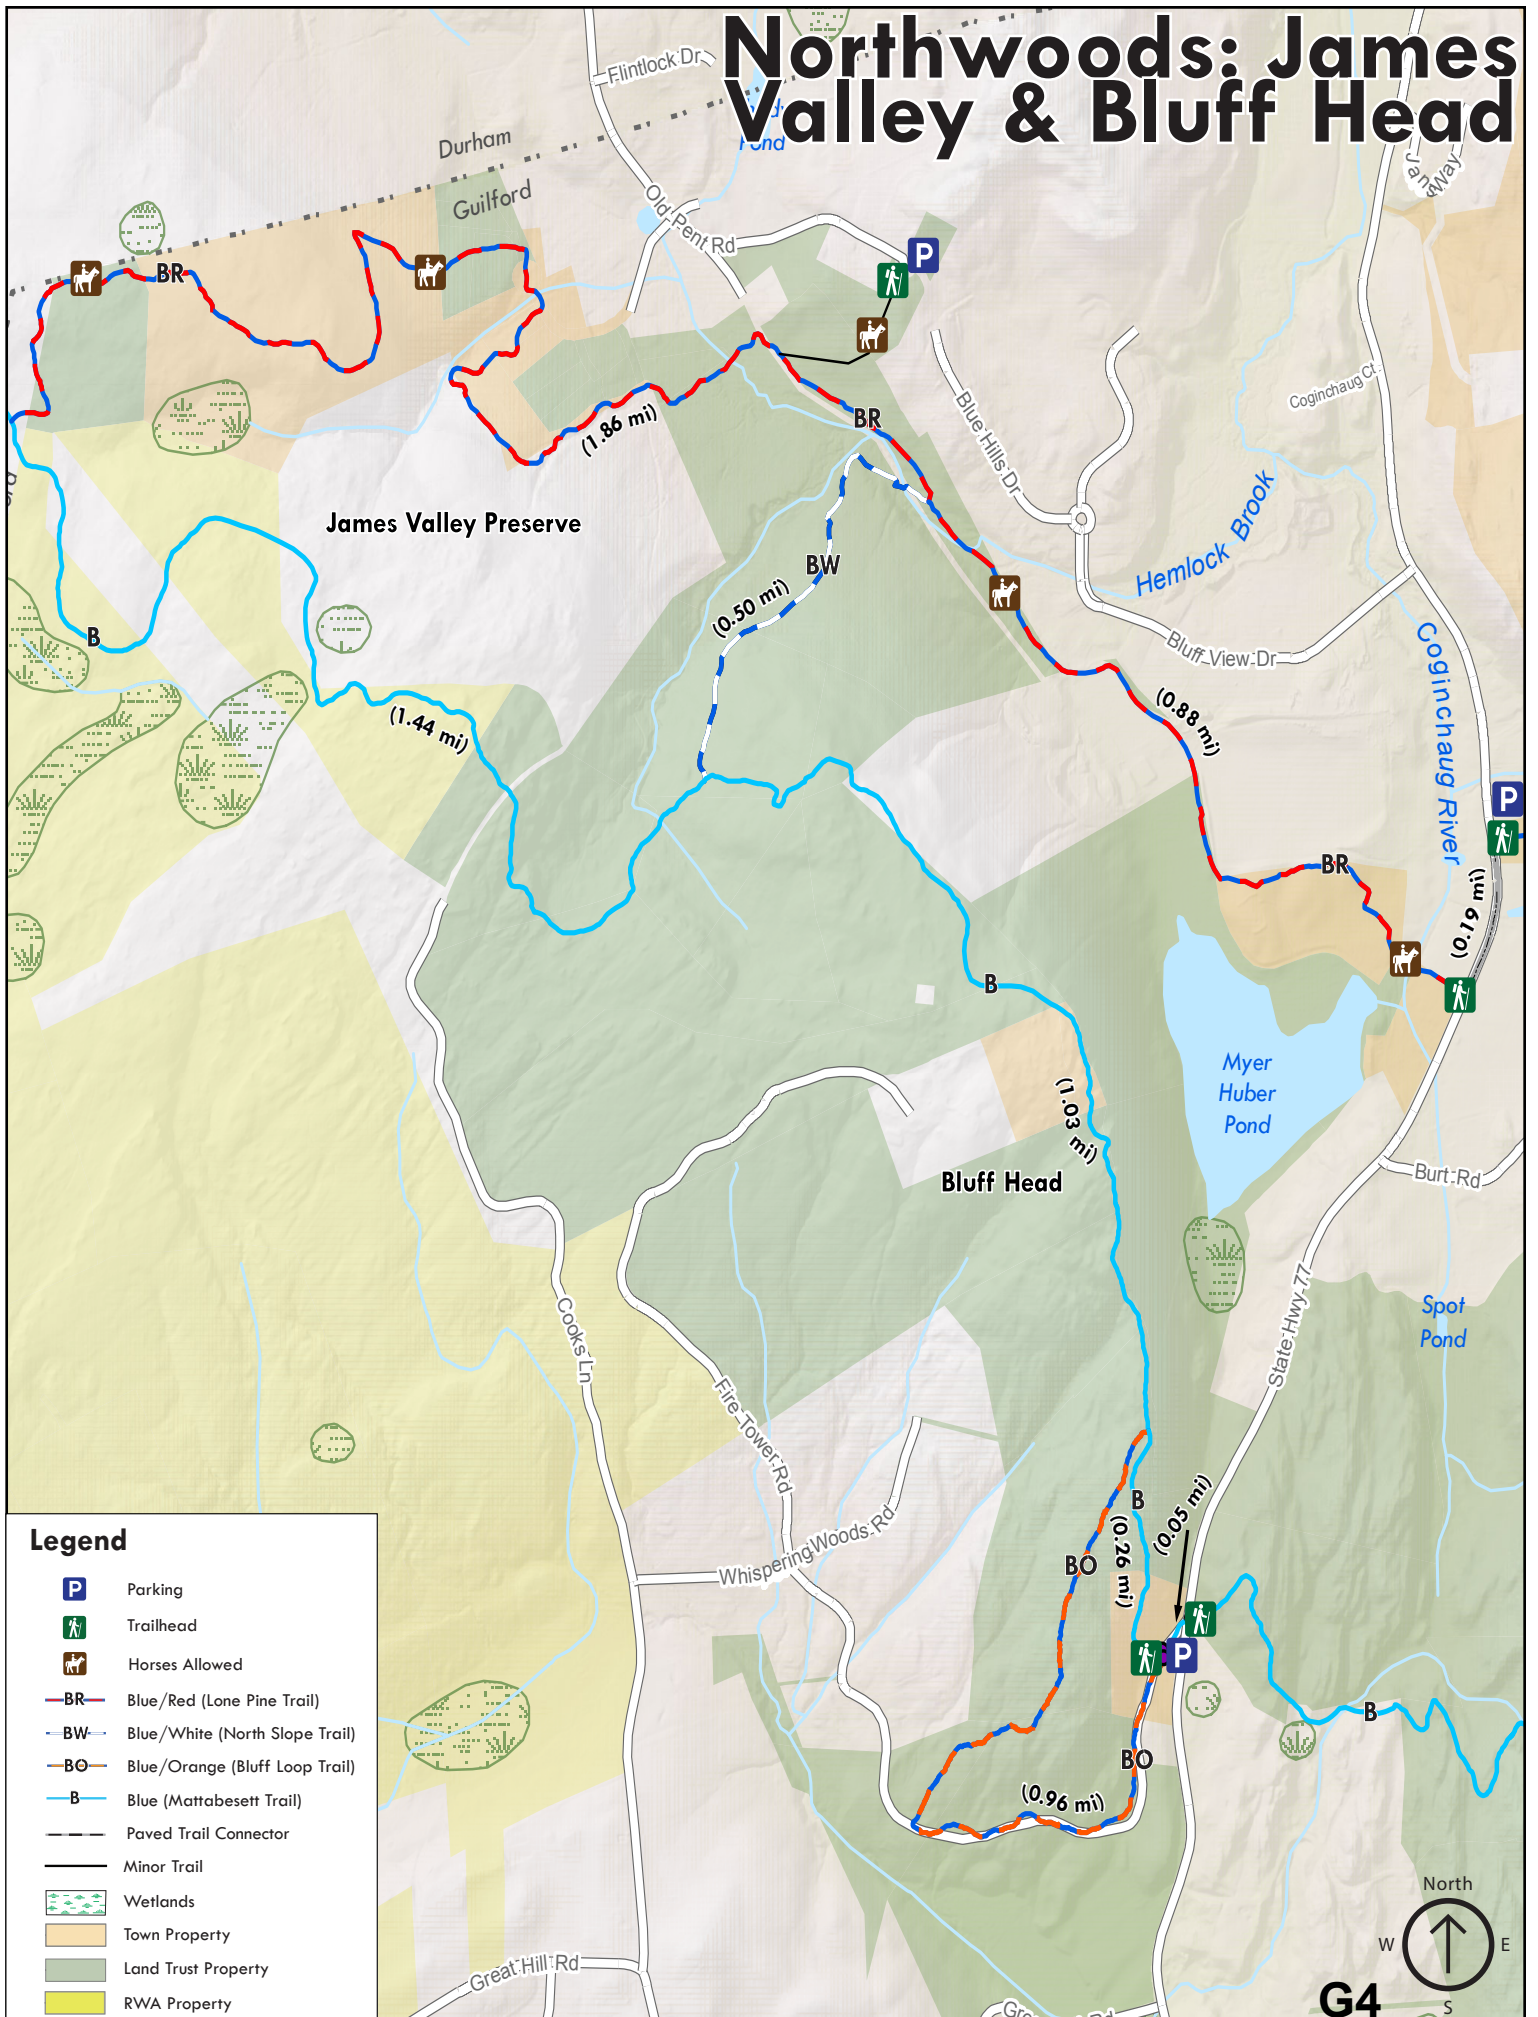 Northwoods: James
Valley & Bluff Head
Flintlock Dr
Pond
Durham
Guilford
Old Pent Rd
Jans
Way
P
BR
BR
(1.86 mi)
Coginchaug Ct
Blue Hills Dr
James Valley Preserve
Hemlock Brook
BW
(0.50 mi)
B
Bluff View Dr
Coginchaug River
(1.44 mi)
(0.88 mi)
P
BR
(0.19 mi)
B
Myer
Huber
Pond
(1.03 mi)
Bluff Head
Burt Rd
State Hwy 77
Spot
Pond
Cooks Ln
Fire Tower Rd
B
(0.26 mi)
(0.05 mi)
Whispering Woods Rd
BO
P
B
BO
(0.96 mi)
Great Hill Rd
Legend
P Parking
Trailhead
Horses Allowed
BR Blue/Red (Lone Pine Trail)
BW Blue/White (North Slope Trail)
BO Blue/Orange (Bluff Loop Trail)
B Blue (Mattabesett Trail)
Paved Trail Connector
Minor Trail
Wetlands
Town Property
Land Trust Property
RWA Property
North
W
E
S
G4